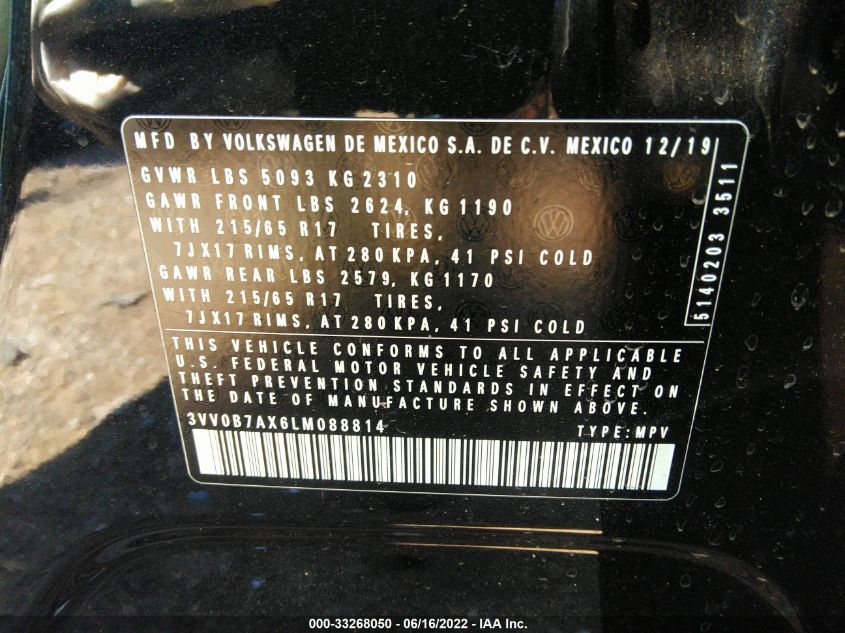 MFD BY VOLKSWAGEN DE MEXICO S.A. DE C.V. MEXICO 12/19
GVWR LBS 5093 KG 2310
GAWR FRONT LBS 2624, KG 1190
WITH 215/65 R17 TIRES,
7JX17 RIMS, AT 280 KPA, 41 PSI COLD
GAWR REAR LBS 2579, KG 1170
WITH 215/65 R17 TIRES,
7JX17 RIMS, AT 280 KPA, 41 PSI COLD
5140203 3511
THIS VEHICLE CONFORMS TO ALL APPLICABLE
U.S. FEDERAL MOTOR VEHICLE SAFETY AND
THEFT PREVENTION STANDARDS IN EFFECT ON
THE DATE OF MANUFACTURE SHOWN ABOVE.
3VV0B7AX6LM088814 TYPE: MPV
000-33268050 - 06/16/2022 - IAA Inc.